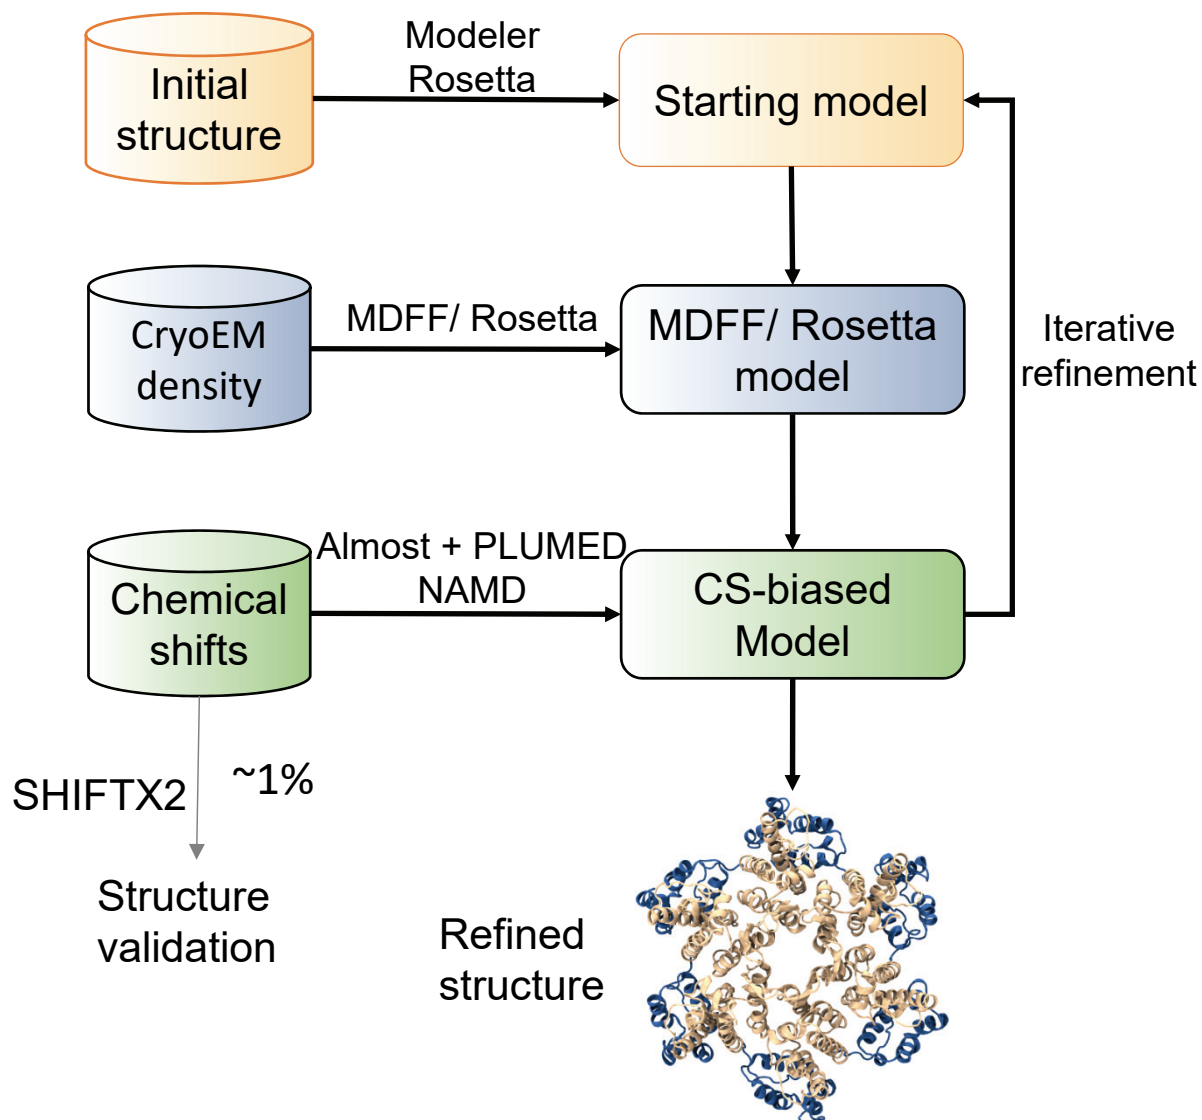 Initial
structure
Modeler
Rosetta
Starting model
CryoEM
density
MDFF/ Rosetta
MDFF/ Rosetta
model
Iterative
refinement
Chemical
shifts
Almost + PLUMED
NAMD
CS-biased
Model
SHIFTX2
~1%
Structure
validation
Refined
structure